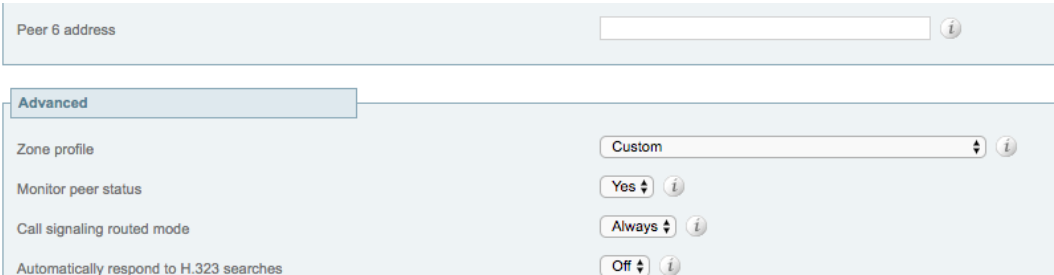 Peer 6 address
Advanced
Zone profile Custom
Monitor peer status Yes
Call signaling routed mode Always
Automatically respond to H.323 searches Off